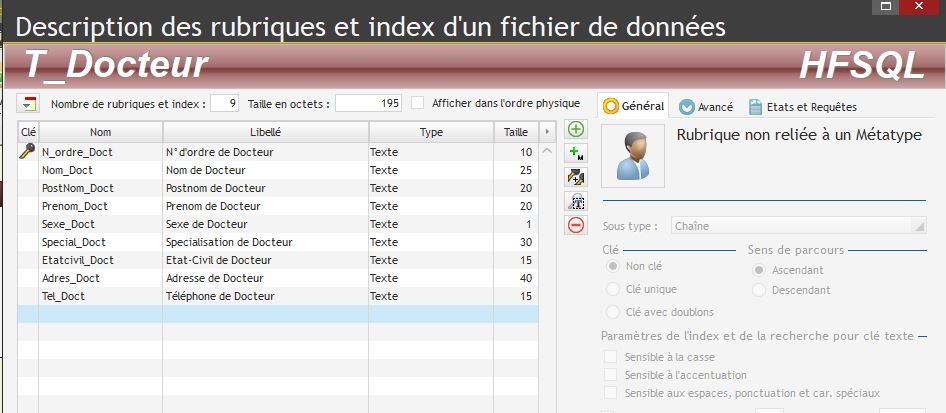 Description des rubriques et index d'un fichier de données
T_Docteur HFSQL
Nombre de rubriques et index : 9 Taille en octets : 195 Afficher dans l'ordre physique
Clé Nom Libellé Type Taille
N_ordre_Doct N°d'ordre de Docteur Texte 10
Nom_Doct Nom de Docteur Texte 25
PostNom_Doct Postnom de Docteur Texte 20
Prenom_Doct Prenom de Docteur Texte 20
Sexe_Doct Sexe de Docteur Texte 1
Special_Doct Specialisation de Docteur Texte 30
Etatcivil_Doct Etat-Civil de Docteur Texte 15
Adres_Doct Adresse de Docteur Texte 40
Tel_Doct Téléphone de Docteur Texte 15
Général Avancé Etats et Requêtes
Rubrique non reliée à un Métatype
Sous type : Chaîne
Clé Sens de parcours
Non clé Ascendant
Clé unique Descendant
Clé avec doublons
Paramètres de l'index et de la recherche pour clé texte
Sensible à la casse
Sensible à l'accentuation
Sensible aux espaces, ponctuation et car. spéciaux